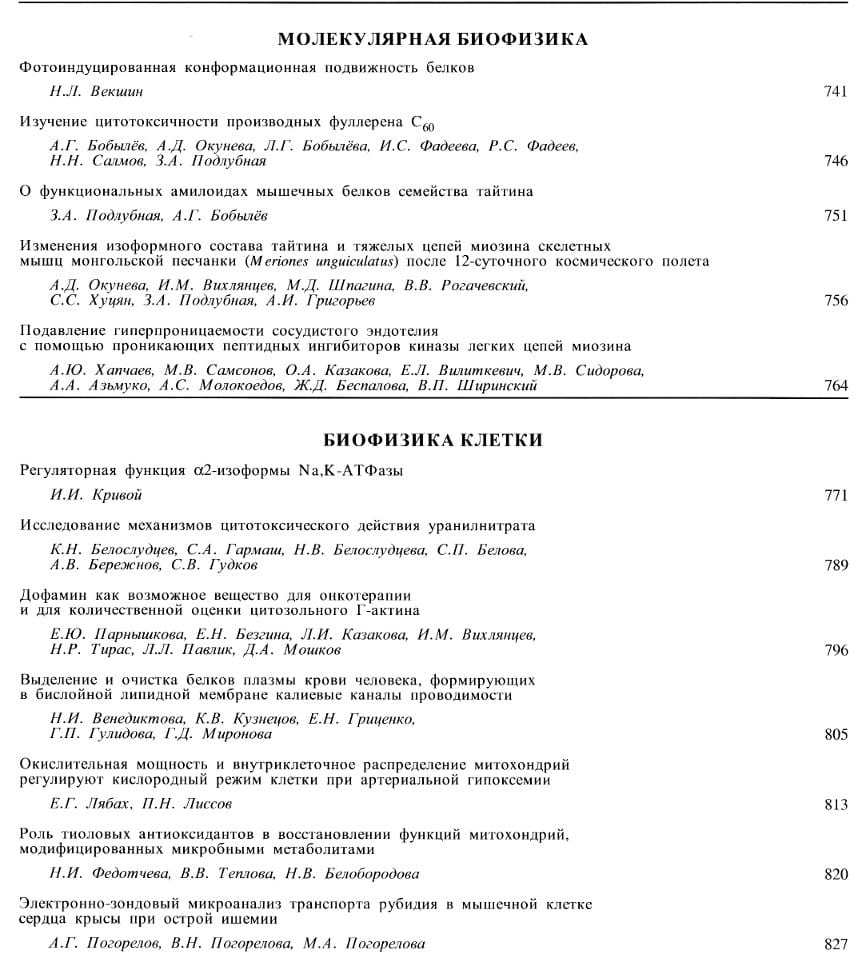 МОЛЕКУЛЯРНАЯ БИОФИЗИКА
Фотоиндуцированная конформационная подвижность белков
Н.Л. Векшин 741
Изучение цитотоксичности производных фуллерена C60
А.Г. Бобылёв, А.Д. Окунева, Л.Г. Бобылёва, И.С. Фадеева, Р.С. Фадеев,
Н.Н. Салмов, З.А. Подлубная 746
О функциональных амилоидах мышечных белков семейства тайтина
З.А. Подлубная, А.Г. Бобылёв 751
Изменения изоформного состава тайтина и тяжелых цепей миозина скелетных
мышц монгольской песчанки (Meriones unguiculatus) после 12-суточного космического полета
А.Д. Окунева, И.М. Вихлянцев, М.Д. Шпагина, В.В. Рогачевский,
С.С. Хуцян, З.А. Подлубная, А.И. Григорьев 756
Подавление гиперпроницаемости сосудистого эндотелия
с помощью проникающих пептидных ингибиторов киназы легких цепей миозина
А.Ю. Хапчаев, М.В. Самсонов, О.А. Казакова, Е.Л. Вилиткевич, М.В. Сидорова,
А.А. Азьмуко, А.С. Молокоедов, Ж.Д. Беспалова, В.П. Ширинский 764
БИОФИЗИКА КЛЕТКИ
Регуляторная функция α2-изоформы Na,K-АТФазы
И.И. Кривой 771
Исследование механизмов цитотоксического действия уранилнитрата
К.Н. Белослудцев, С.А. Гармаш, Н.В. Белослудцева, С.П. Белова,
А.В. Бережнов, С.В. Гудков 789
Дофамин как возможное вещество для онкотерапии
и для количественной оценки цитозольного Г-актина
Е.Ю. Парнышкова, Е.Н. Безгина, Л.И. Казакова, И.М. Вихлянцев,
Н.Р. Тирас, Л.Л. Павлик, Д.А. Мошков 796
Выделение и очистка белков плазмы крови человека, формирующих
в бислойной липидной мембране калиевые каналы проводимости
Н.И. Венедиктова, К.В. Кузнецов, Е.Н. Гриценко,
Г.П. Гулидова, Г.Д. Миронова 805
Окислительная мощность и внутриклеточное распределение митохондрий
регулируют кислородный режим клетки при артериальной гипоксемии
Е.Г. Лябах, П.Н. Лиссов 813
Роль тиоловых антиоксидантов в восстановлении функций митохондрий,
модифицированных микробными метаболитами
Н.И. Федотчева, В.В. Теплова, Н.В. Белобородова 820
Электронно-зондовый микроанализ транспорта рубидия в мышечной клетке
сердца крысы при острой ишемии
А.Г. Погорелов, В.Н. Погорелова, М.А. Погорелова 827